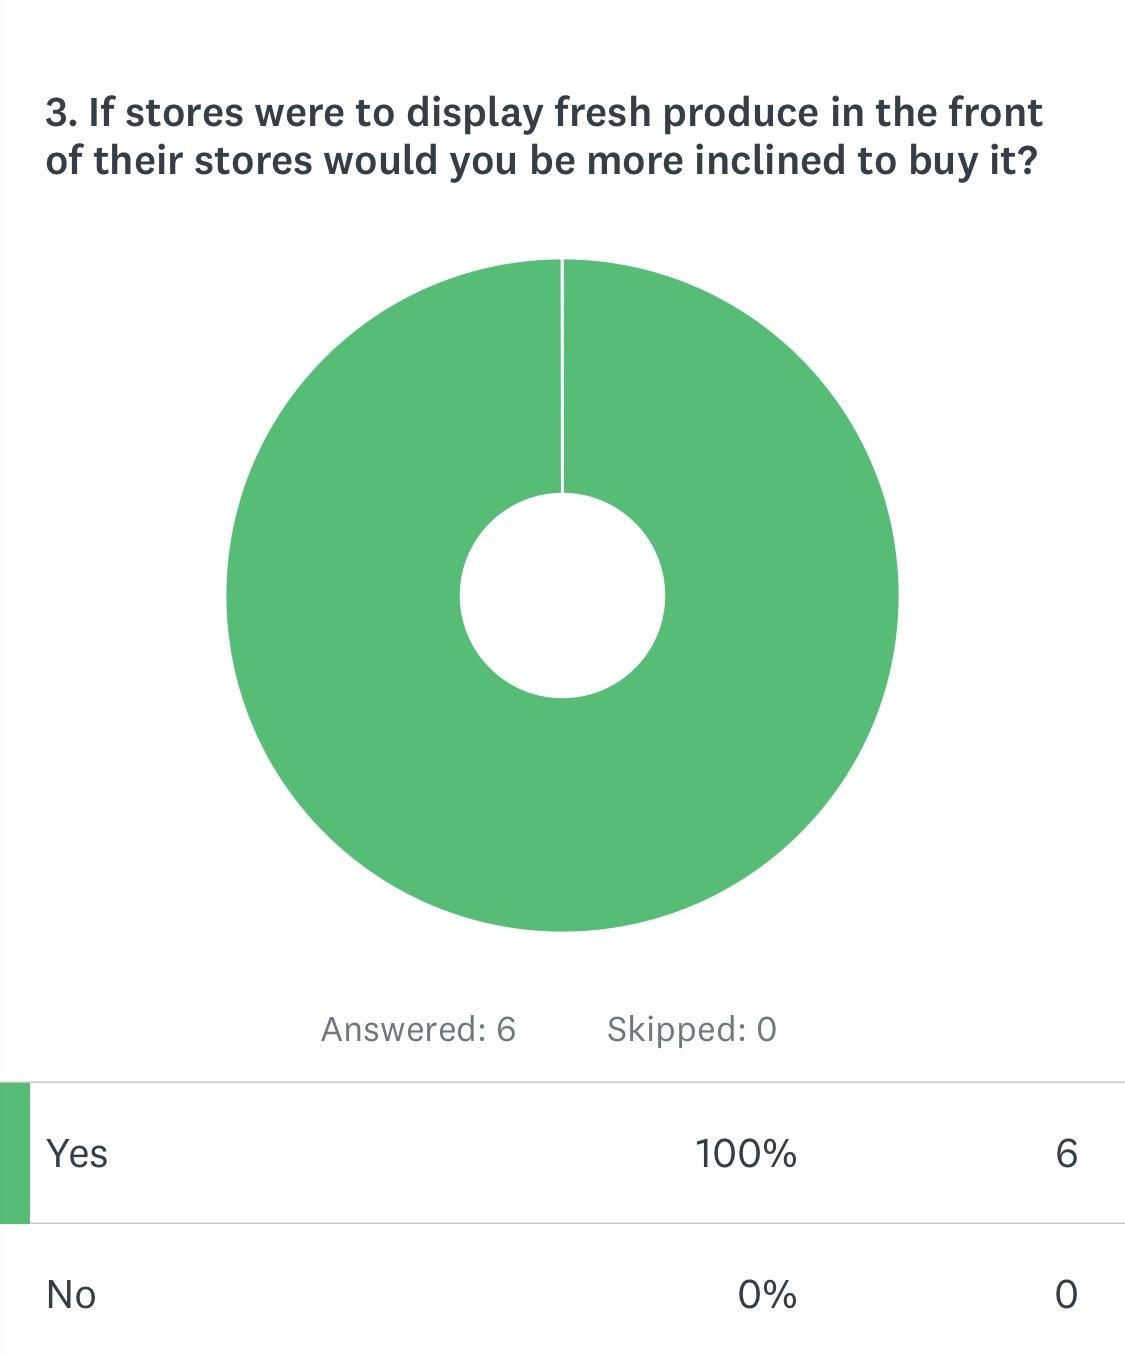 3. If stores were to display fresh produce in the front
of their stores would you be more inclined to buy it?
Answered: 6 Skipped: 0
Yes 100% 6
No 0% 0